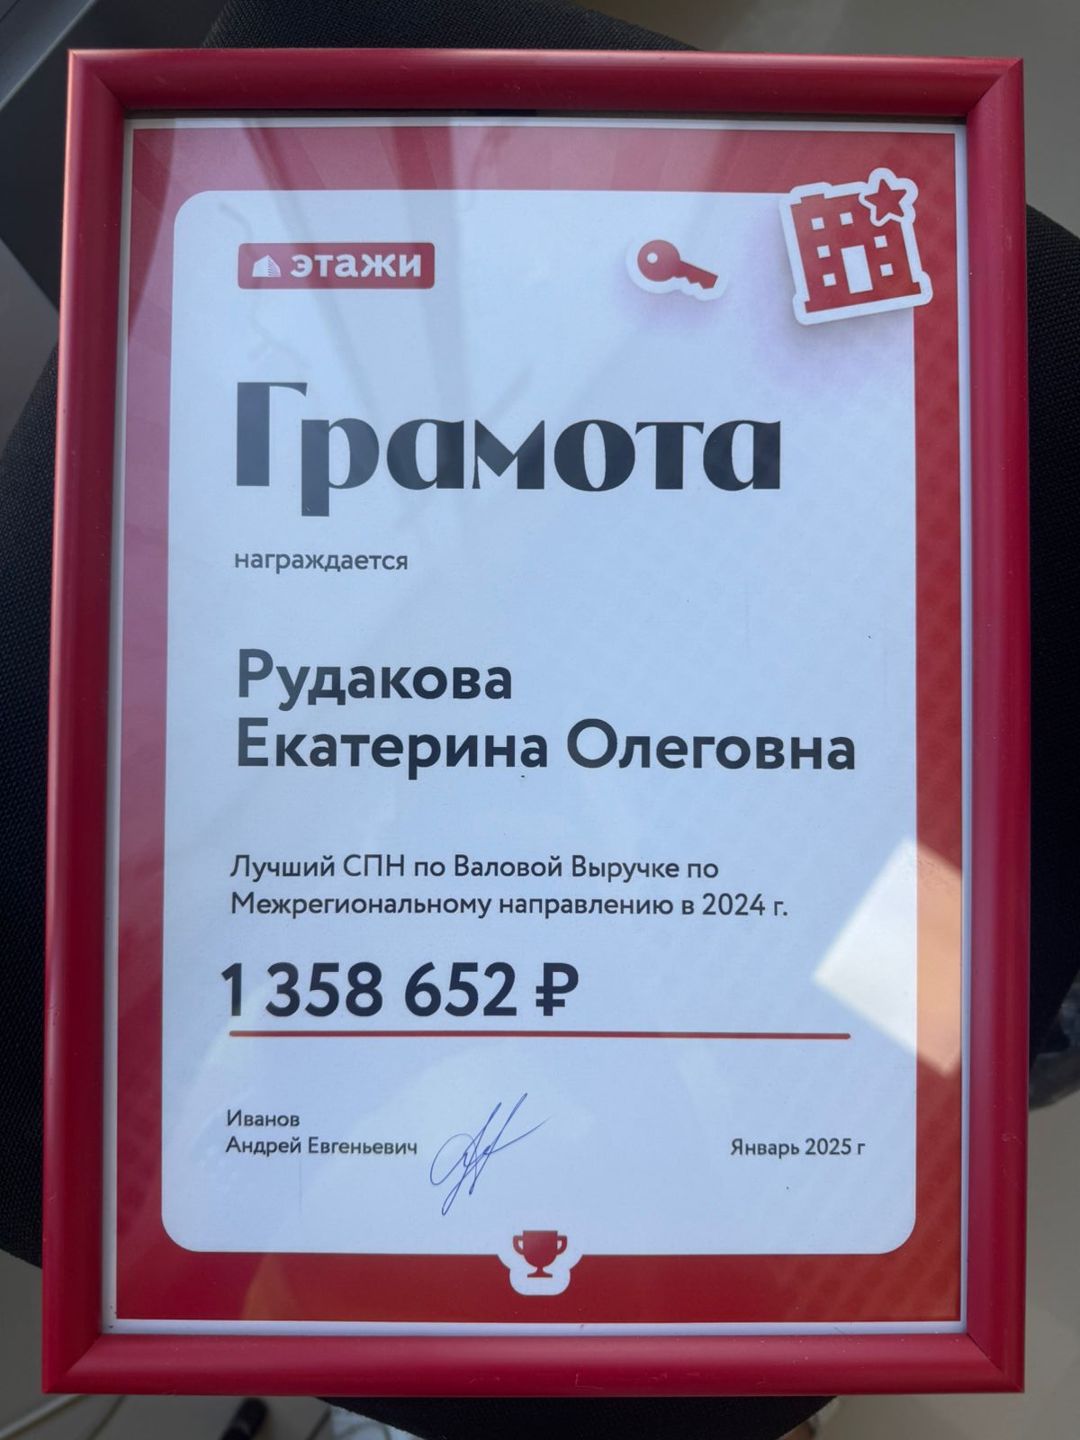 этажи
Грамота
награждается
Рудакова
Екатерина Олеговна
Лучший СПН по Валовой Выручке по
Межрегиональному направлению в 2024 г.
1 358 652 ₽
Иванов
Андрей Евгеньевич
Январь 2025 г